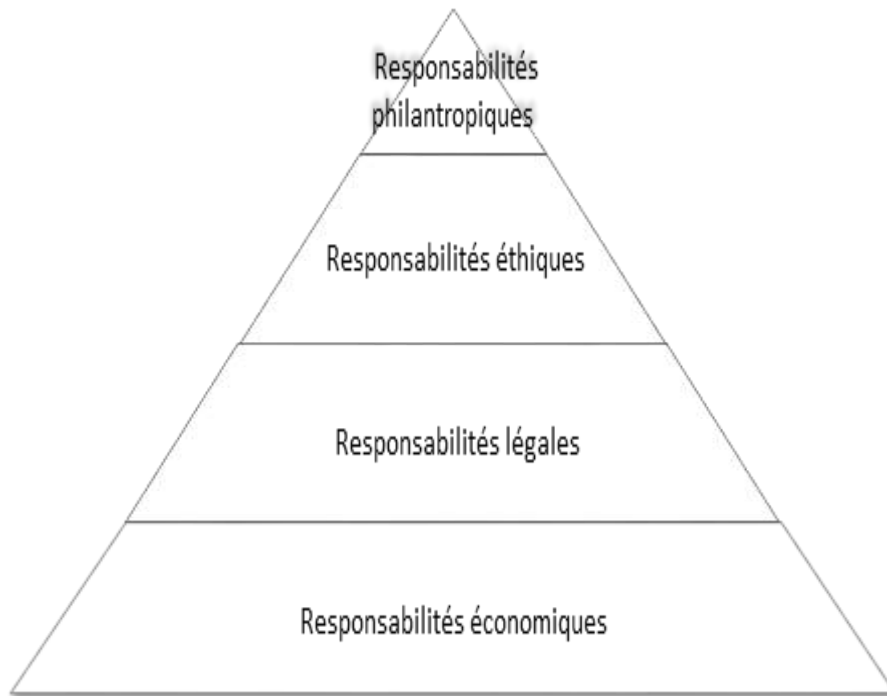 Responsabilités
philantropiques
Responsabilités éthiques
Responsabilités légales
Responsabilités économiques